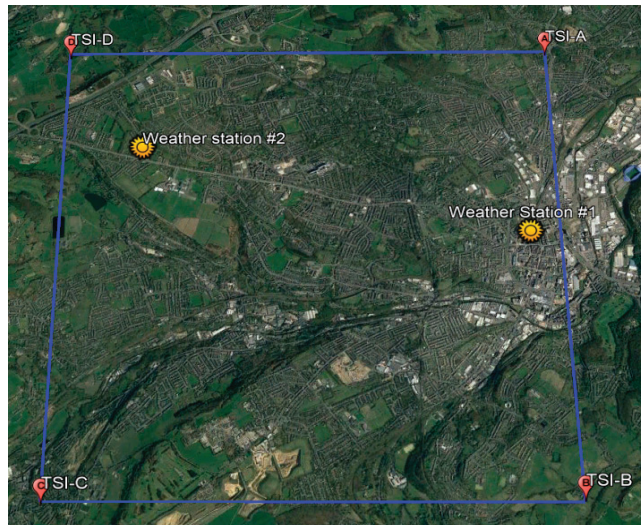 D TSI-D
A TSI-A
Weather station #2
Weather Station #1
C TSI-C
B TSI-B